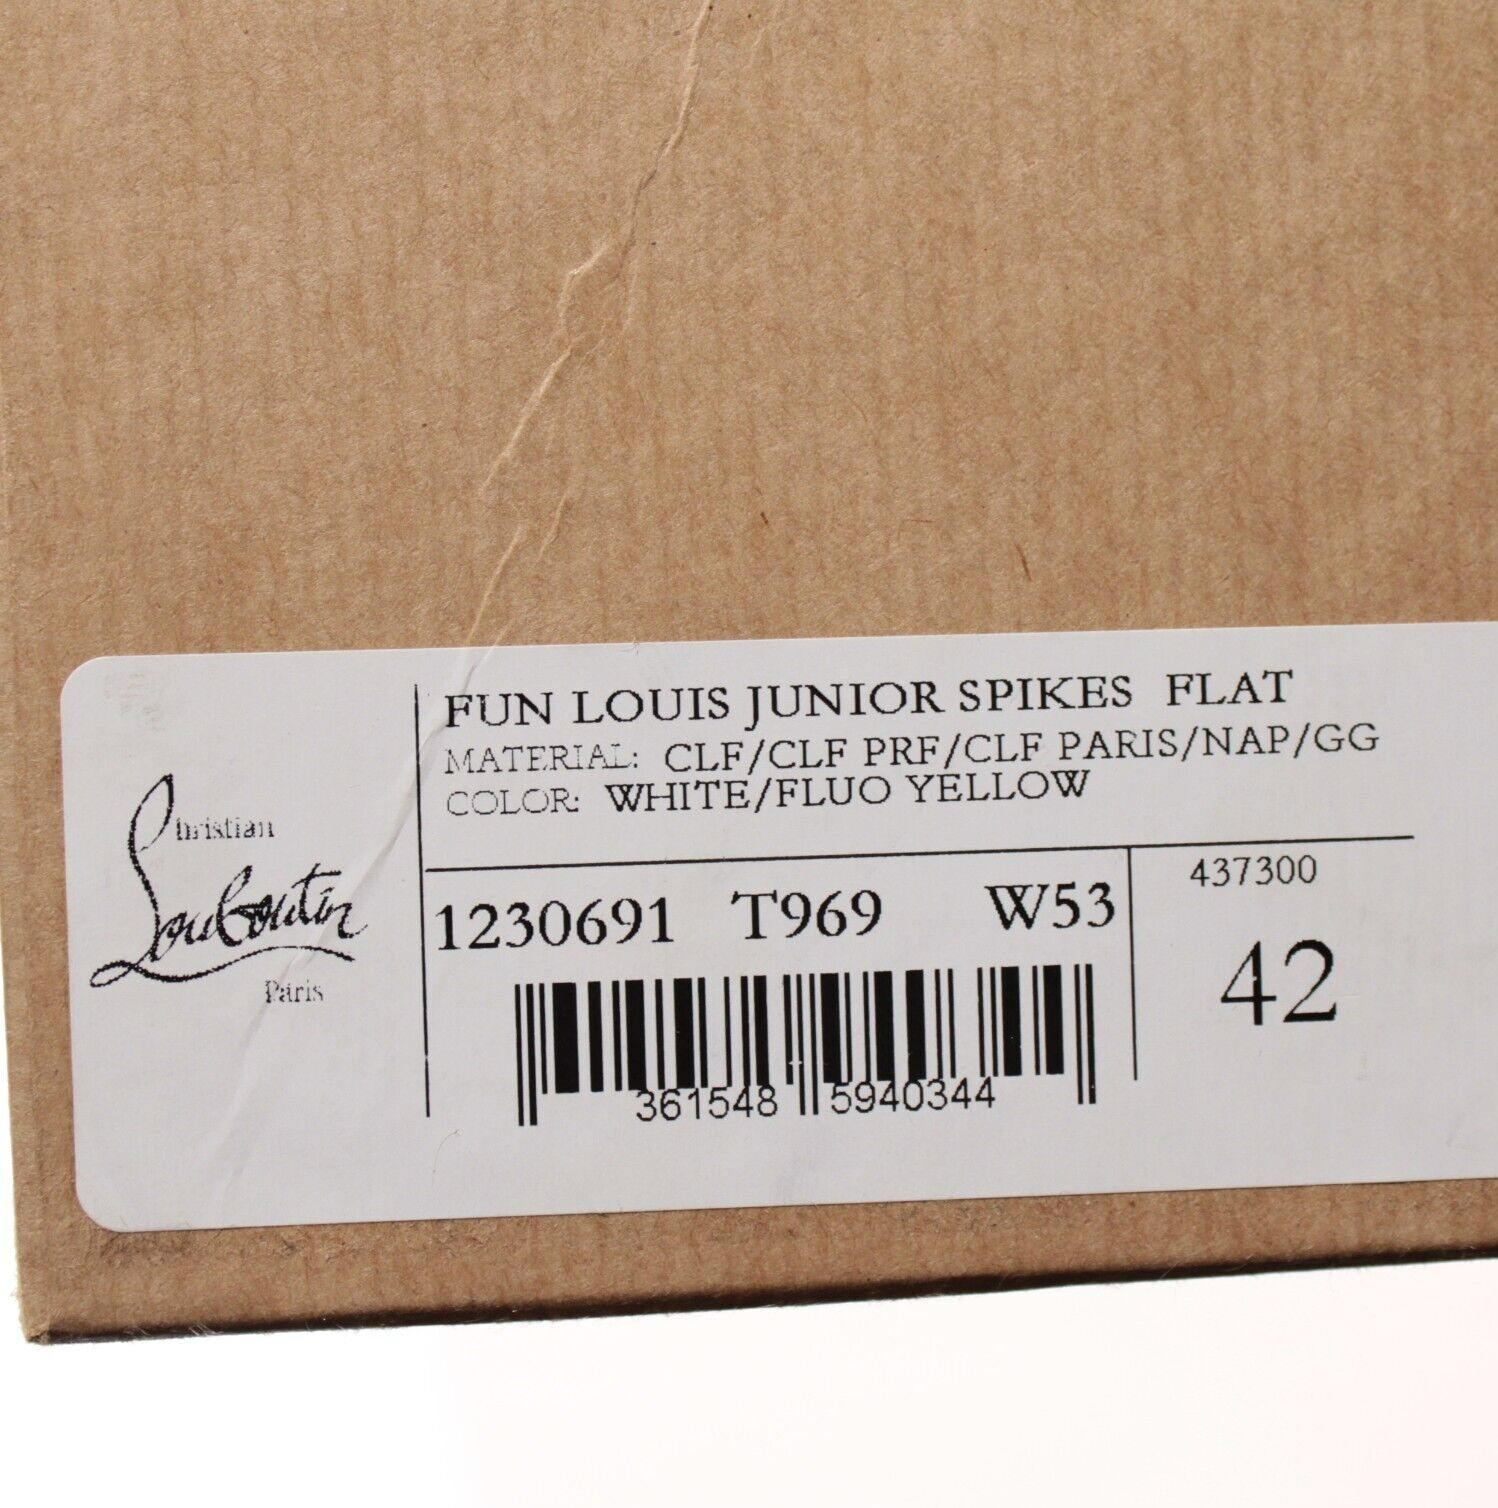 Christian
Louboutin
Paris
FUN LOUIS JUNIOR SPIKES FLAT
MATERIAL: CLF/CLF PRF/CLF PARIS/NAP/GG
COLOR: WHITE/FLUO YELLOW
1230691 T969 W53
361548 5940344
437300
42